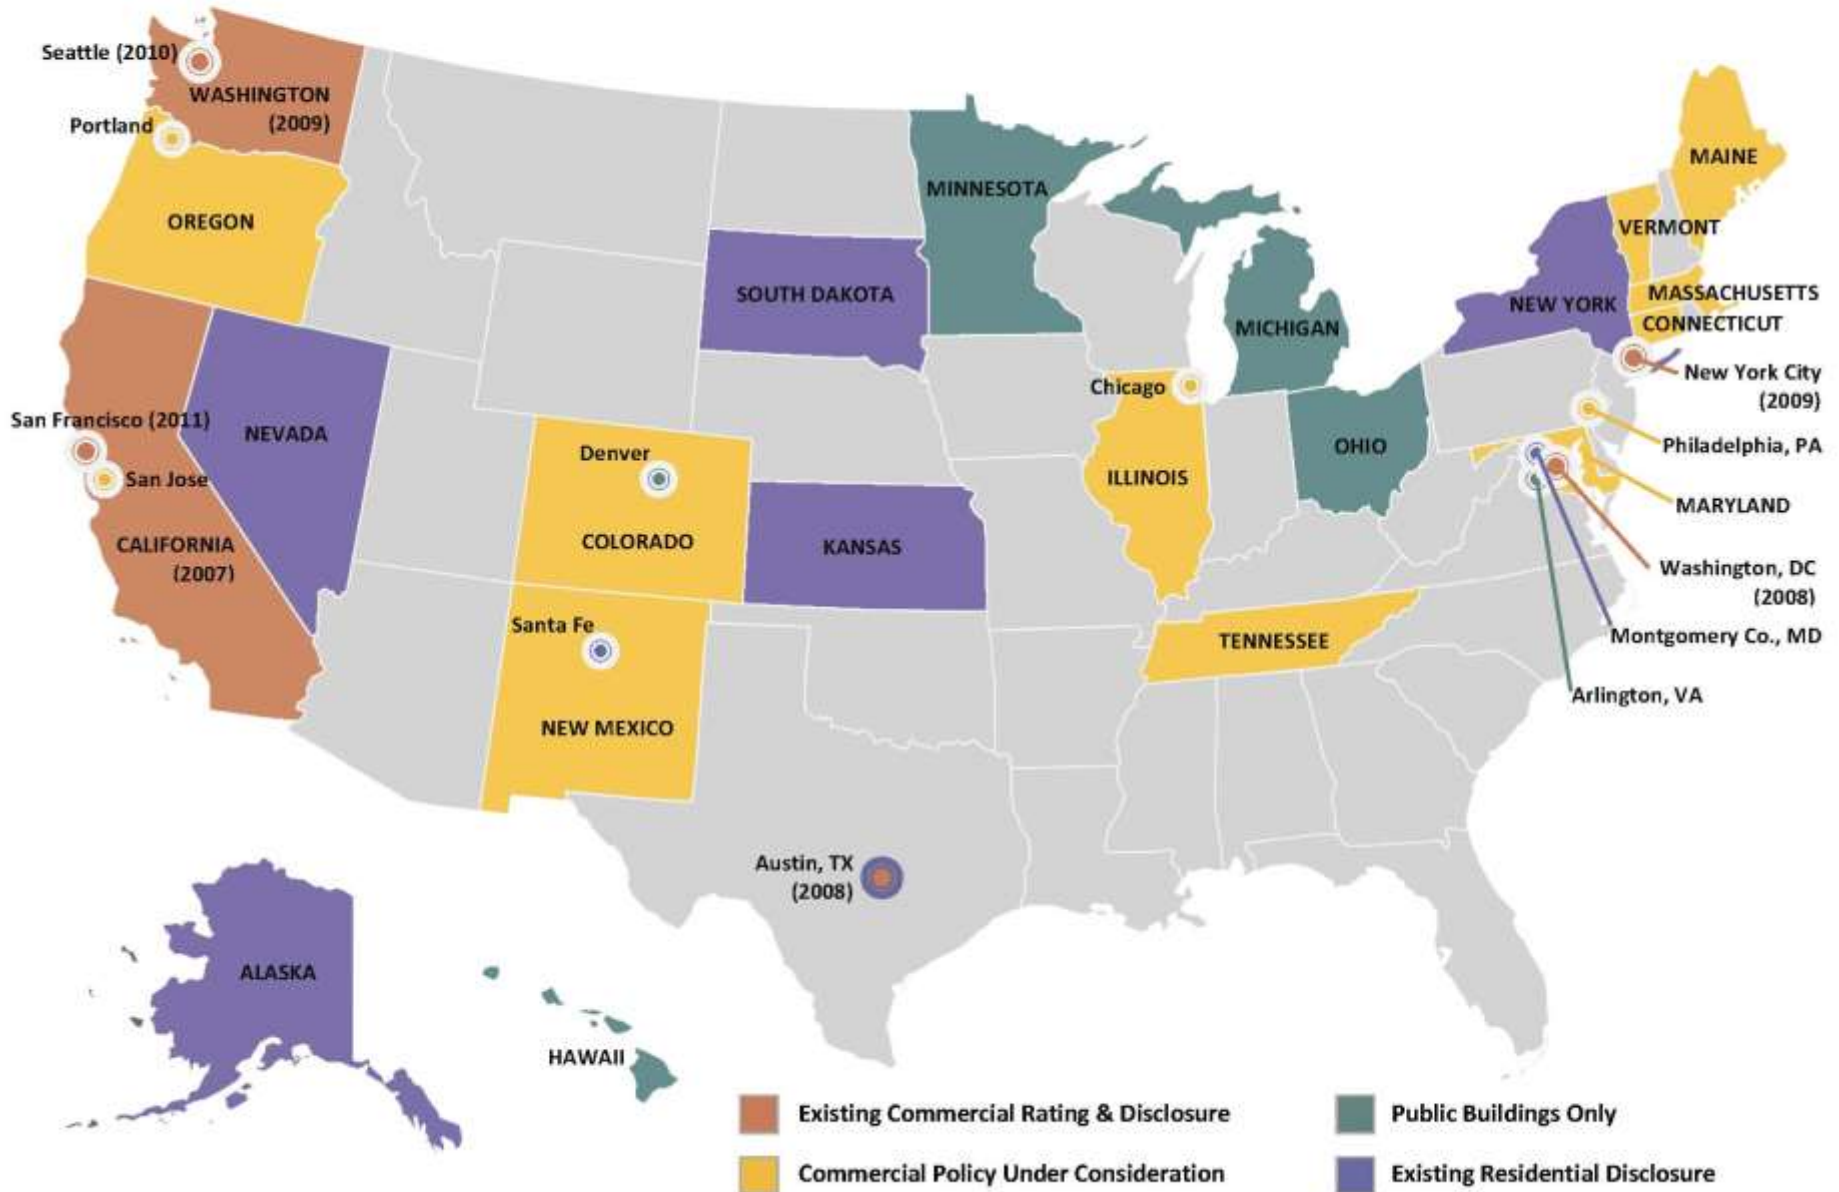 Seattle (2010)
WASHINGTON
(2009)
Portland
OREGON
MINNESOTA
MAINE
VERMONT
SOUTH DAKOTA
MICHIGAN
NEW YORK
MASSACHUSETTS
CONNECTICUT
New York City
(2009)
Chicago
San Francisco (2011)
NEVADA
Denver
OHIO
Philadelphia, PA
San Jose
ILLINOIS
MARYLAND
CALIFORNIA
(2007)
COLORADO
KANSAS
Washington, DC
(2008)
Santa Fe
TENNESSEE
Montgomery Co., MD
Arlington, VA
NEW MEXICO
Austin, TX
(2008)
ALASKA
HAWAII
Existing Commercial Rating & Disclosure
Public Buildings Only
Commercial Policy Under Consideration
Existing Residential Disclosure